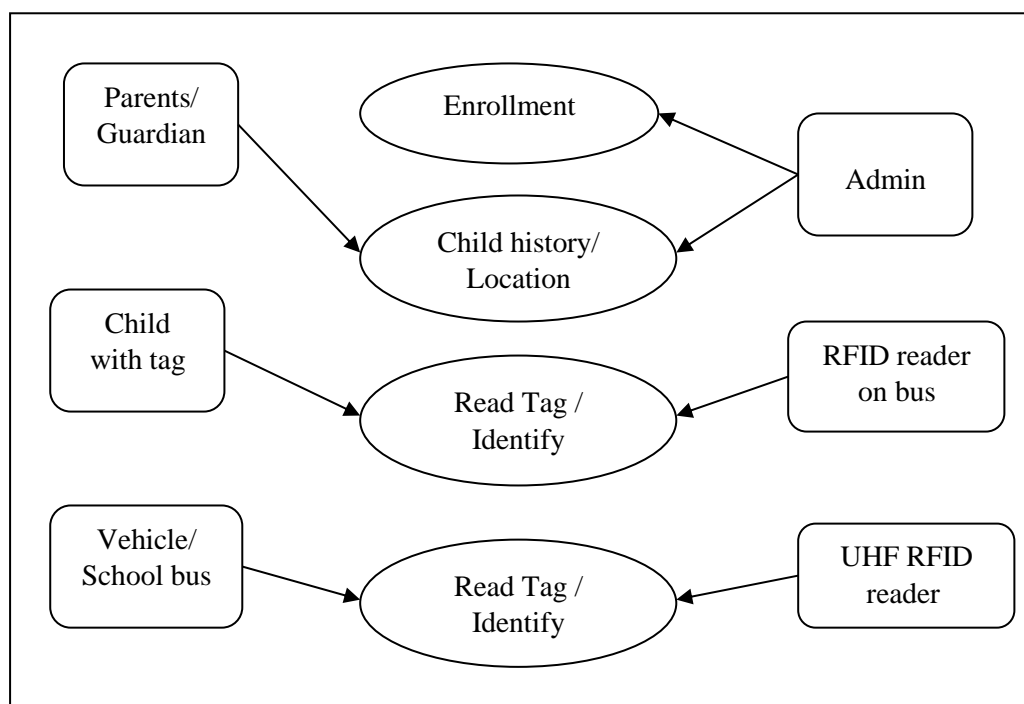 Parents/
Guardian
Enrollment
Admin
Child history/
Location
Child
with tag
RFID reader
on bus
Read Tag /
Identify
Vehicle/
School bus
UHF RFID
reader
Read Tag /
Identify